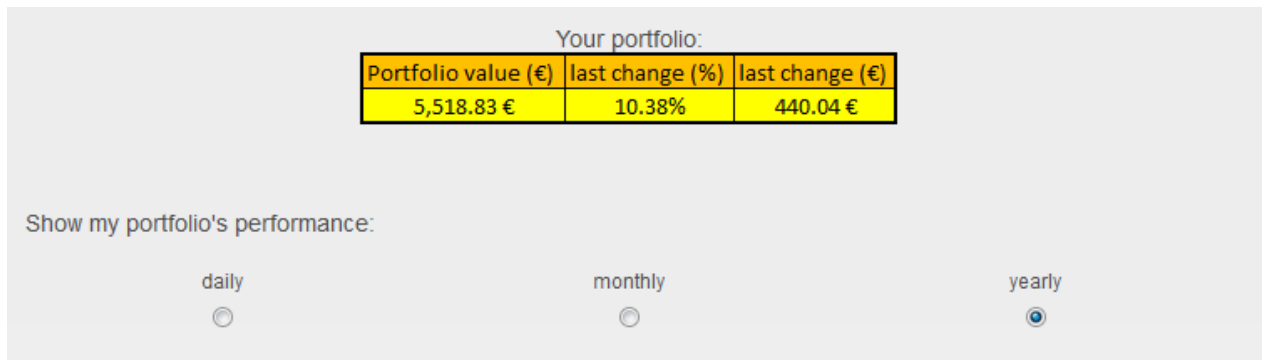 Your portfolio:
Portfolio value (€) last change (%) last change (€)
5,518.83 € 10.38% 440.04 €
Show my portfolio's performance:
daily monthly yearly